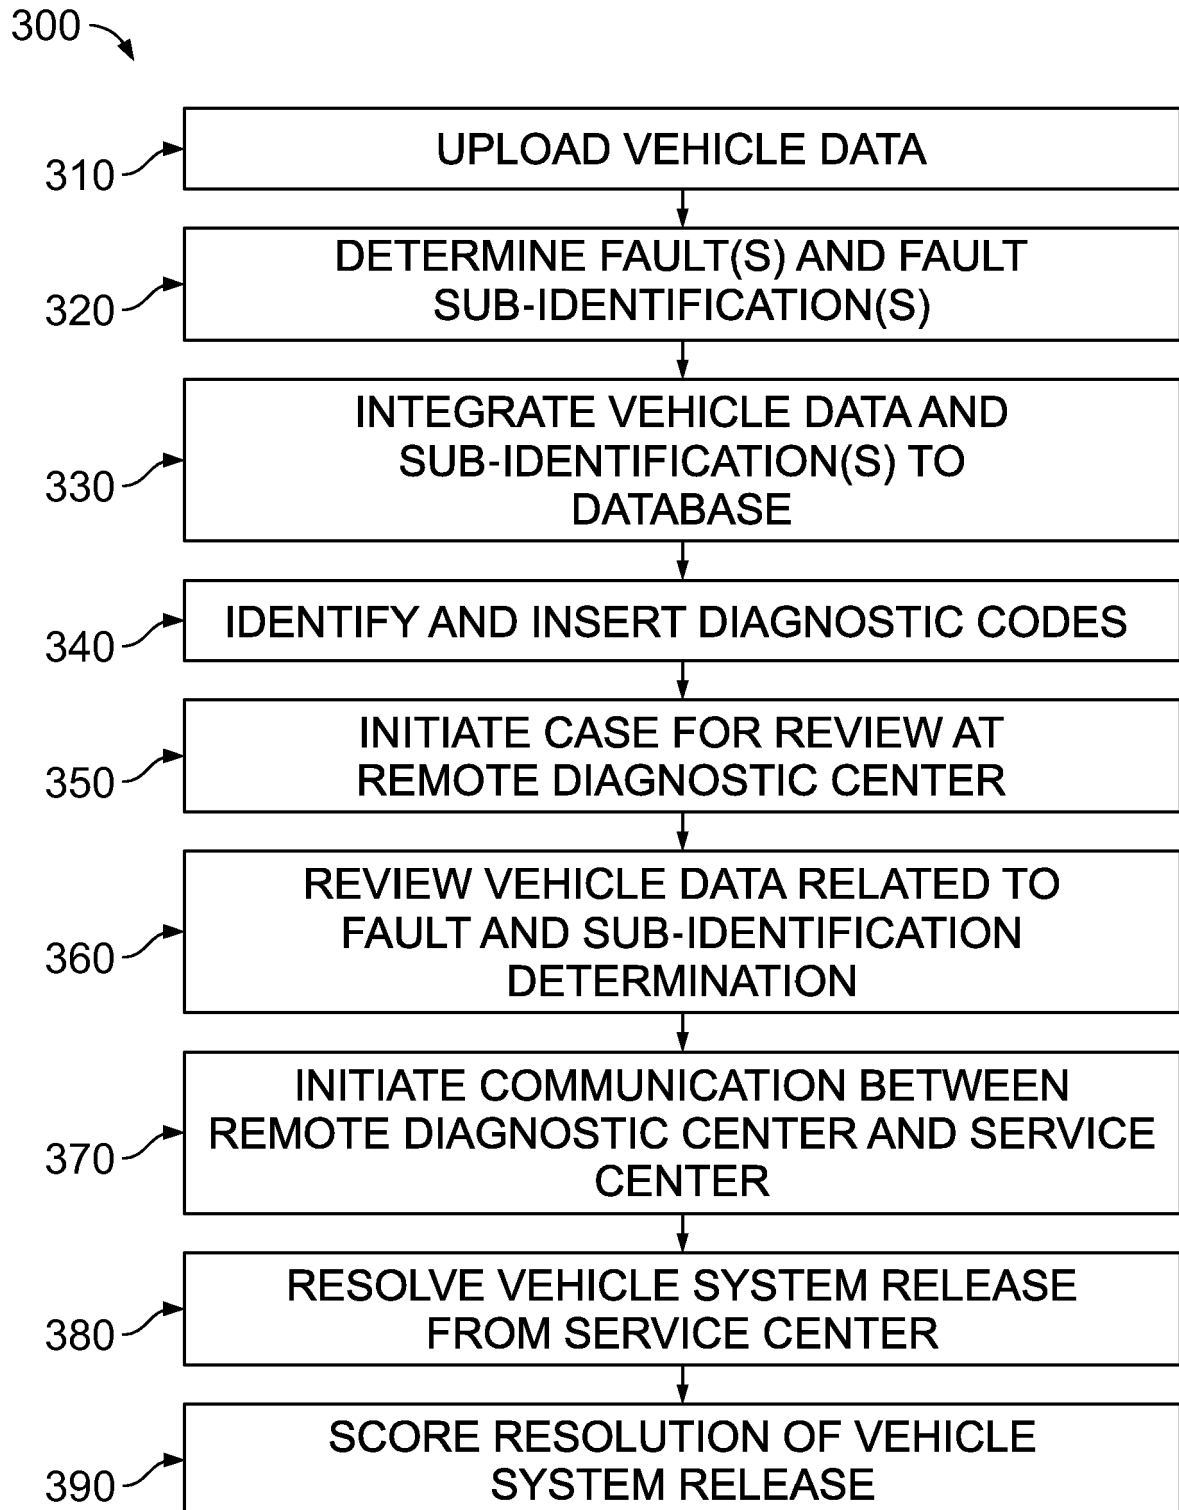 300
310
UPLOAD VEHICLE DATA
320
DETERMINE FAULT(S) AND FAULT
SUB-IDENTIFICATION(S)
330
INTEGRATE VEHICLE DATA AND
SUB-IDENTIFICATION(S) TO
DATABASE
340
IDENTIFY AND INSERT DIAGNOSTIC CODES
350
INITIATE CASE FOR REVIEW AT
REMOTE DIAGNOSTIC CENTER
360
REVIEW VEHICLE DATA RELATED TO
FAULT AND SUB-IDENTIFICATION
DETERMINATION
370
INITIATE COMMUNICATION BETWEEN
REMOTE DIAGNOSTIC CENTER AND SERVICE
CENTER
380
RESOLVE VEHICLE SYSTEM RELEASE
FROM SERVICE CENTER
390
SCORE RESOLUTION OF VEHICLE
SYSTEM RELEASE